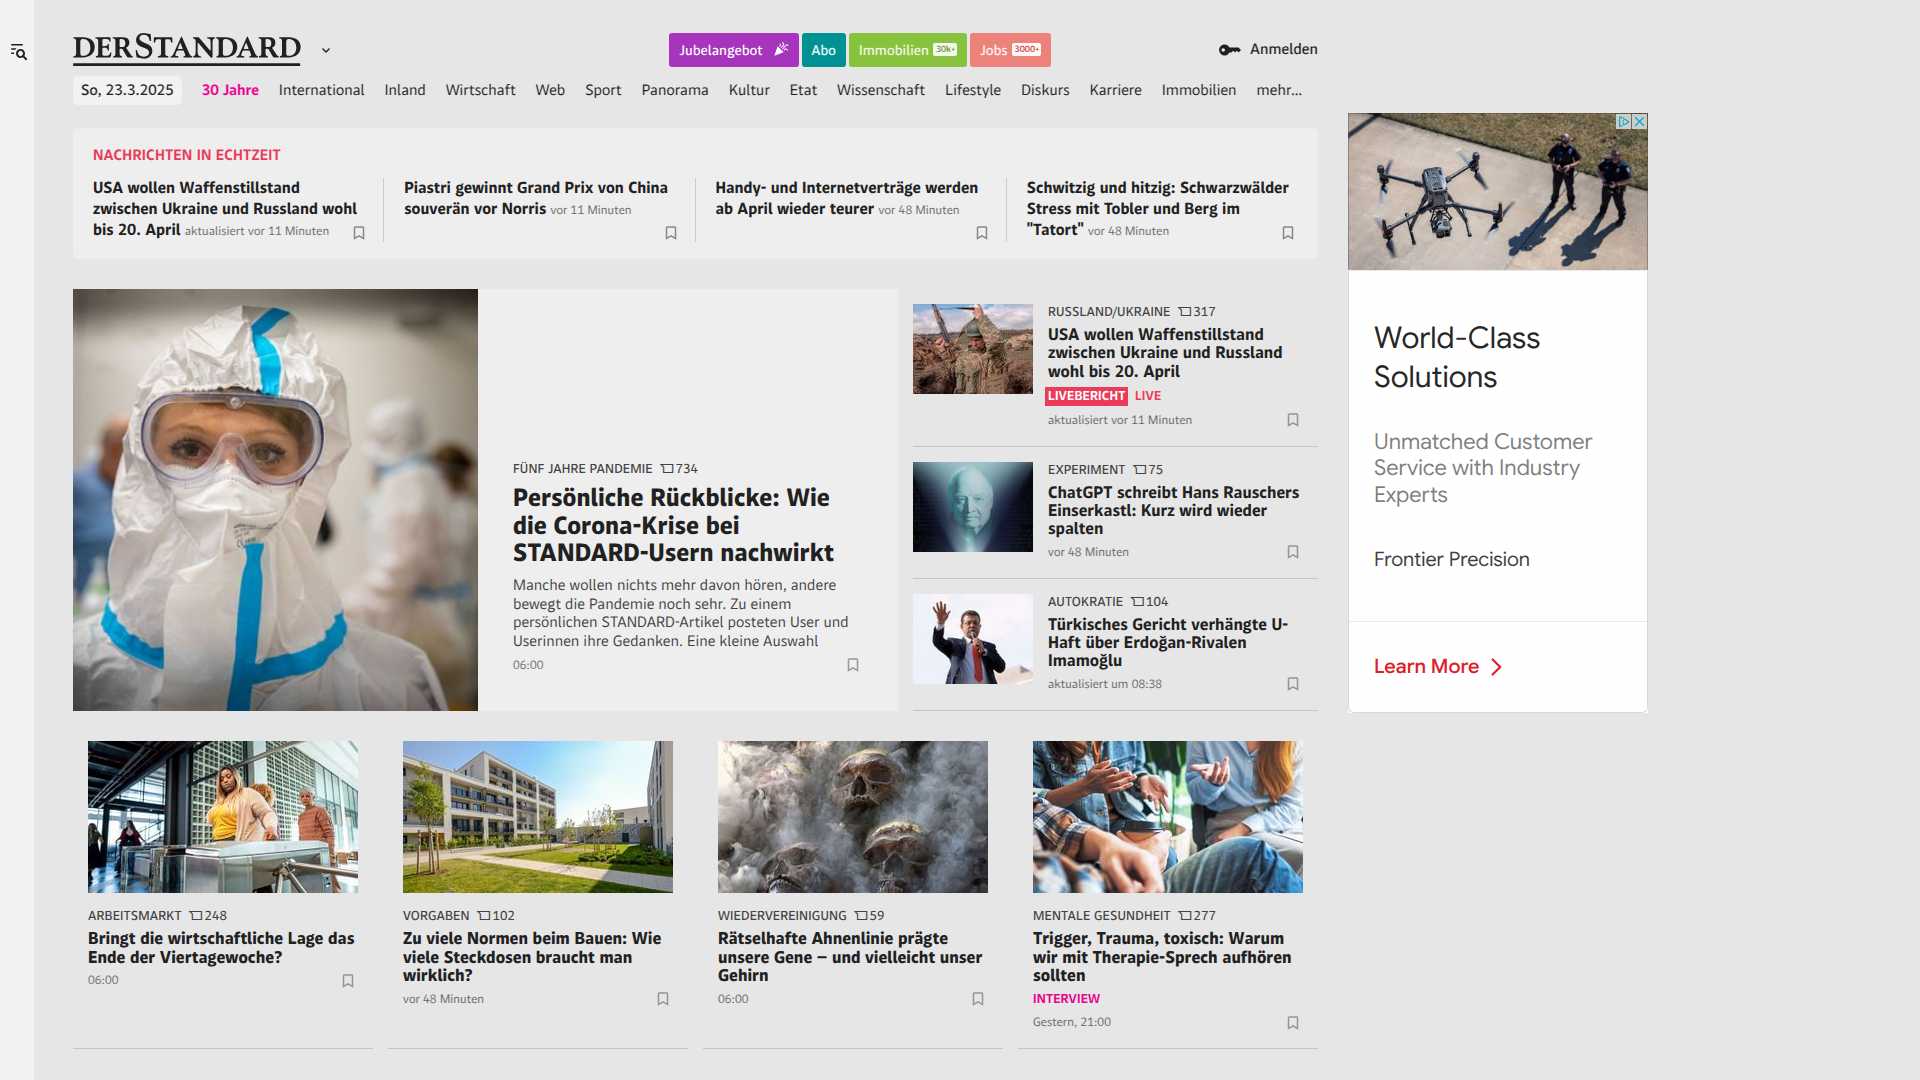 DERSTANDARD
Jubelangebot
Abo
Immobilien 30k+
Jobs 3000+
Anmelden
So, 23.3.2025
30 Jahre
International
Inland
Wirtschaft
Web
Sport
Panorama
Kultur
Etat
Wissenschaft
Lifestyle
Diskurs
Karriere
Immobilien
mehr...
NACHRICHTEN IN ECHTZEIT
USA wollen Waffenstillstand
zwischen Ukraine und Russland wohl
bis 20. April aktualisiert vor 11 Minuten
Piastri gewinnt Grand Prix von China
souverän vor Norris vor 11 Minuten
Handy- und Internetverträge werden
ab April wieder teurer vor 48 Minuten
Schwitzig und hitzig: Schwarzwälder
Stress mit Tobler und Berg im
"Tatort" vor 48 Minuten
FÜNF JAHRE PANDEMIE 734
Persönliche Rückblicke: Wie
die Corona-Krise bei
STANDARD-Usern nachwirkt
Manche wollen nichts mehr davon hören, andere
bewegt die Pandemie noch sehr. Zu einem
persönlichen STANDARD-Artikel posteten User und
Userinnen ihre Gedanken. Eine kleine Auswahl
06:00
RUSSLAND/UKRAINE 317
USA wollen Waffenstillstand
zwischen Ukraine und Russland
wohl bis 20. April
LIVEBERICHT LIVE
aktualisiert vor 11 Minuten
EXPERIMENT 75
ChatGPT schreibt Hans Rauschers
Einserkastl: Kurz wird wieder
spalten
vor 48 Minuten
AUTOKRATIE 104
Türkisches Gericht verhängte U-
Haft über Erdoğan-Rivalen
Imamoğlu
aktualisiert um 08:38
World-Class
Solutions
Unmatched Customer
Service with Industry
Experts
Frontier Precision
Learn More
ARBEITSMARKT 248
Bringt die wirtschaftliche Lage das
Ende der Viertagewoche?
06:00
VORGABEN 102
Zu viele Normen beim Bauen: Wie
viele Steckdosen braucht man
wirklich?
vor 48 Minuten
WIEDERVEREINIGUNG 59
Rätselhafte Ahnenlinie prägte
unsere Gene – und vielleicht unser
Gehirn
06:00
MENTALE GESUNDHEIT 277
Trigger, Trauma, toxisch: Warum
wir mit Therapie-Sprech aufhören
sollten
INTERVIEW
Gestern, 21:00